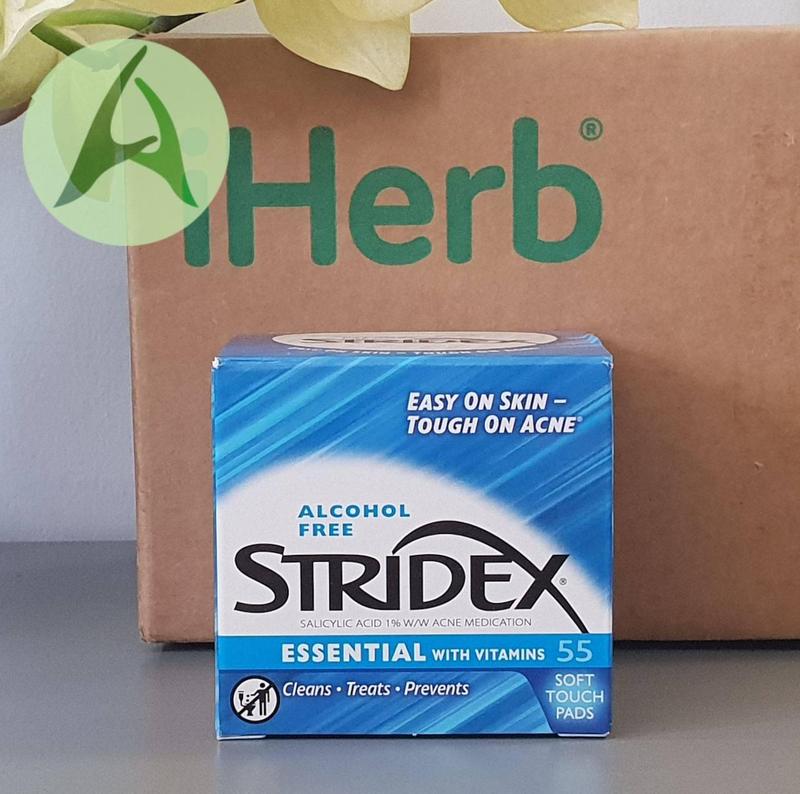 iHerb®
EASY ON SKIN –
TOUGH ON ACNE®
ALCOHOL
FREE
STRIDEX®
SALICYLIC ACID 1% W/W ACNE MEDICATION
ESSENTIAL WITH VITAMINS 55
SOFT
TOUCH
PADS
Cleans • Treats • Prevents